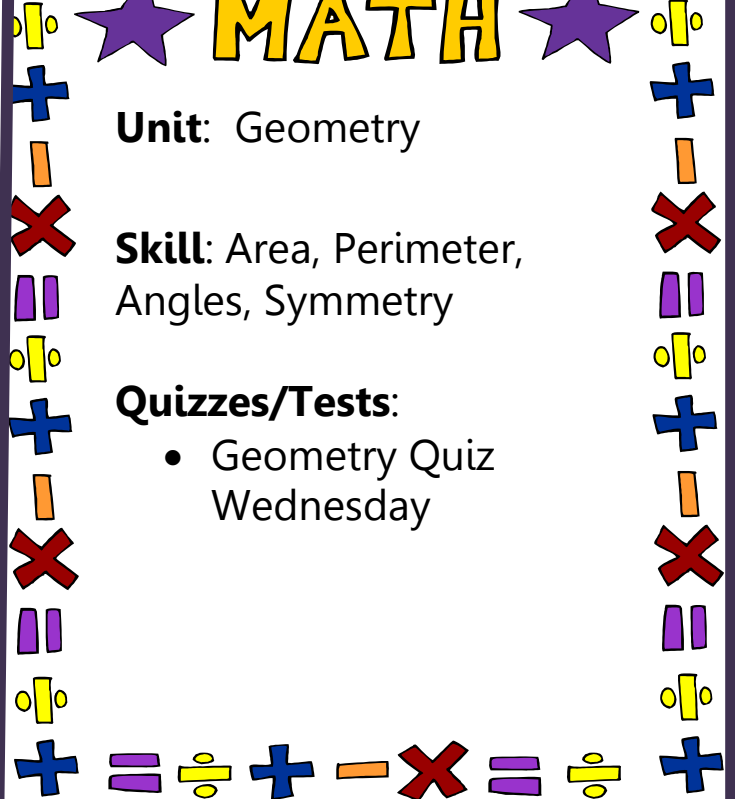 MATH
Unit: Geometry
Skill: Area, Perimeter,
Angles, Symmetry
Quizzes/Tests:
• Geometry Quiz
Wednesday